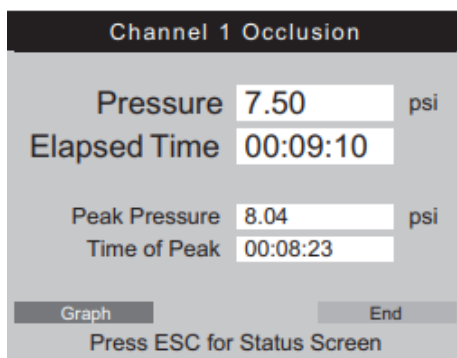 Channel 1 Occlusion
Pressure 7.50 psi
Elapsed Time 00:09:10
Peak Pressure 8.04 psi
Time of Peak 00:08:23
Graph End
Press ESC for Status Screen